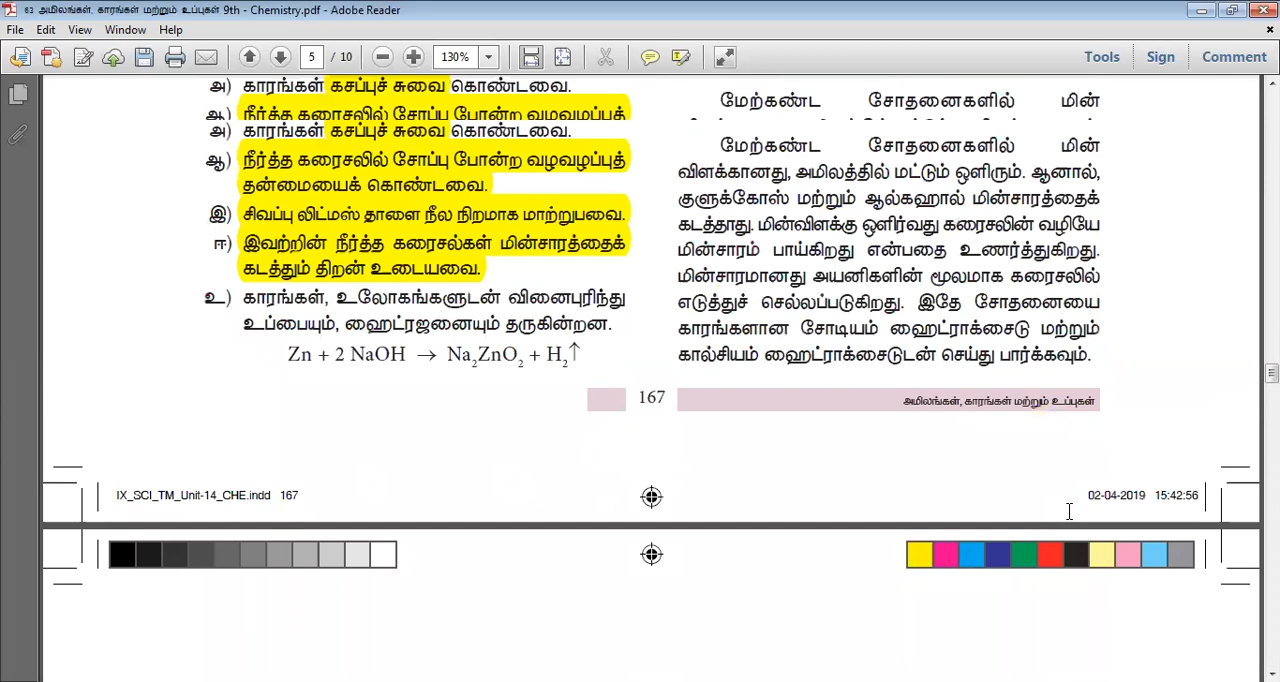 63 அமிலங்கள், காரங்கள் மற்றும் உப்புகள் 9th - Chemistry.pdf - Adobe Reader
File Edit View Window Help
5 / 10 130% Tools Sign Comment
அ) காரங்கள் கசப்புச் சுவை கொண்டவை.
ஆ) நீர்த்த கரைசலில் சோப்பு போன்ற வழவழப்புத்
அ) காரங்கள் கசப்புச் சுவை கொண்டவை.
ஆ) நீர்த்த கரைசலில் சோப்பு போன்ற வழவழப்புத்
தன்மையைக் கொண்டவை.
இ) சிவப்பு லிட்மஸ் தாளை நீல நிறமாக மாற்றுபவை.
ஈ) இவற்றின் நீர்த்த கரைசல்கள் மின்சாரத்தைக்
கடத்தும் திறன் உடையவை.
உ) காரங்கள், உலோகங்களுடன் வினைபுரிந்து
உப்பையும், ஹைட்ரஜனையும் தருகின்றன.
Zn + 2 NaOH → Na₂ZnO₂ + H₂↑
மேற்கண்ட சோதனைகளில் மின்
மேற்கண்ட சோதனைகளில் மின்
விளக்கானது, அமிலத்தில் மட்டும் ஒளிரும். ஆனால்,
குளுக்கோஸ் மற்றும் ஆல்கஹால் மின்சாரத்தைக்
கடத்தாது. மின்விளக்கு ஒளிர்வது கரைசலின் வழியே
மின்சாரம் பாய்கிறது என்பதை உணர்த்துகிறது.
மின்சாரமானது அயனிகளின் மூலமாக கரைசலில்
எடுத்துச் செல்லப்படுகிறது. இதே சோதனையை
காரங்களான சோடியம் ஹைட்ராக்சைடு மற்றும்
கால்சியம் ஹைட்ராக்சைடுடன் செய்து பார்க்கவும்.
167 அமிலங்கள், காரங்கள் மற்றும் உப்புகள்
IX_SCI_TM_Unit-14_CHE.indd 167 02-04-2019 15:42:56